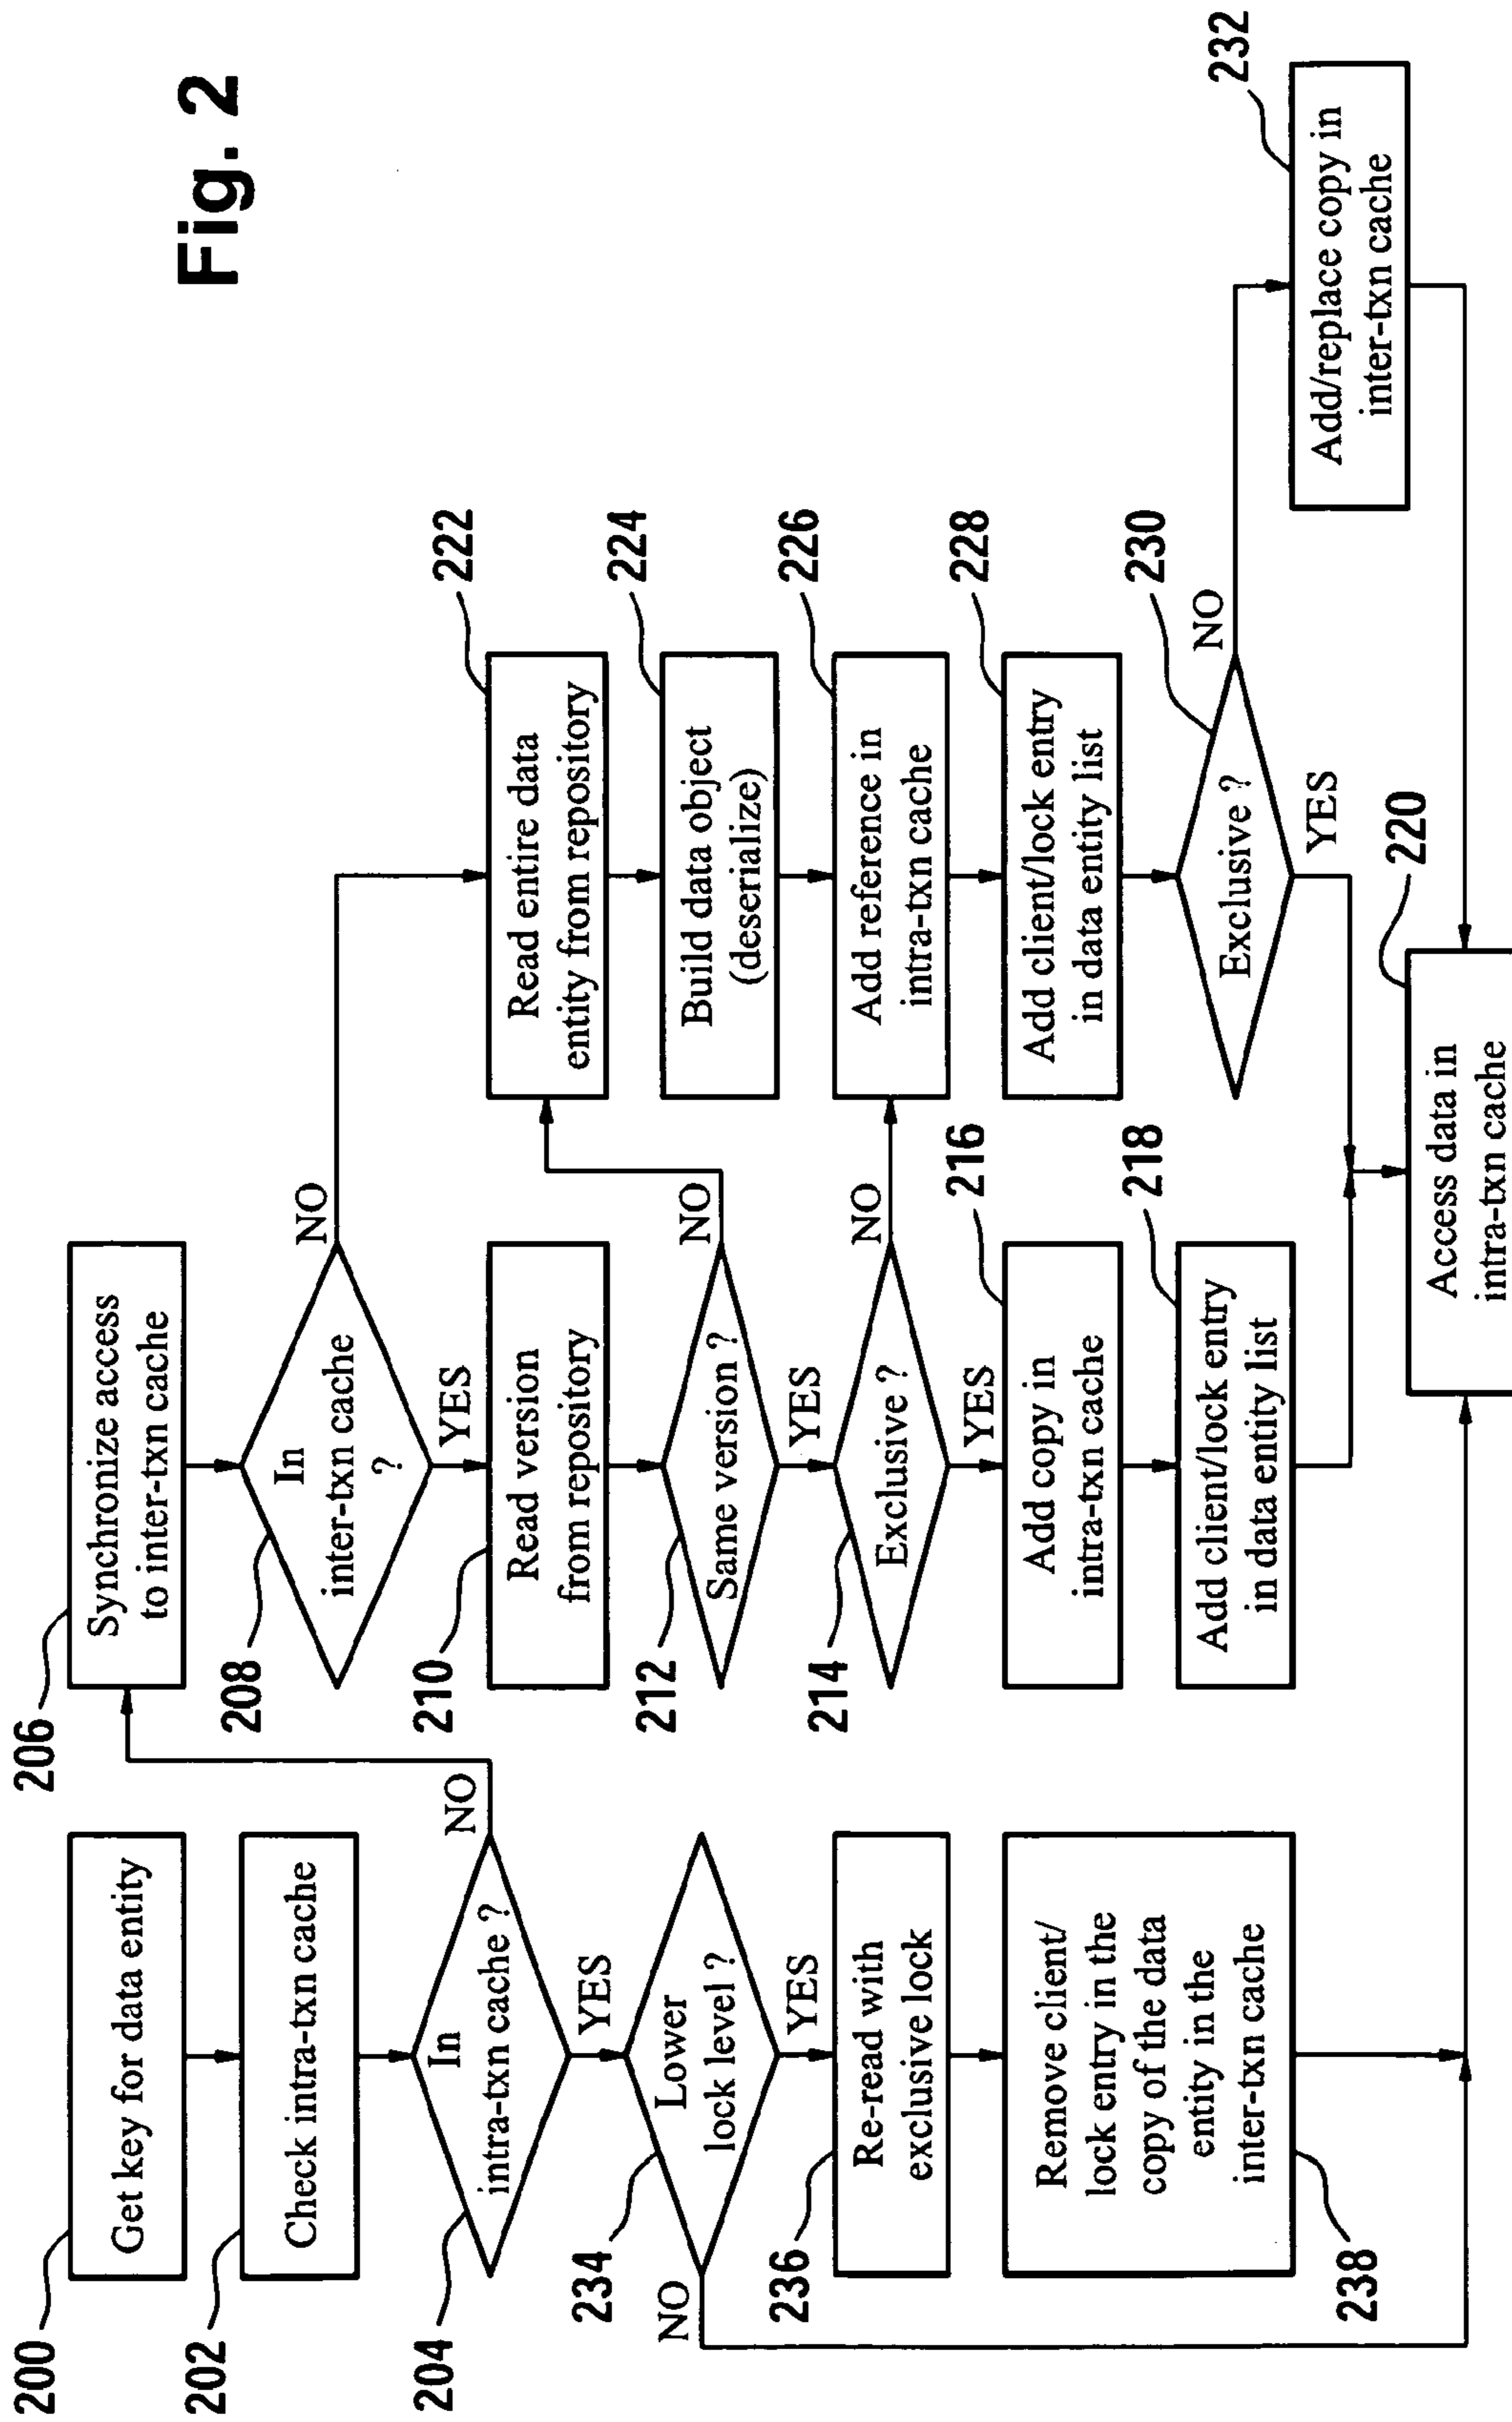 Fig. 2
200
Get key for data entity
202
Check intra-txn cache
204
In
intra-txn cache ?
NO
YES
234
Lower
lock level ?
NO
YES
236
Re-read with
exclusive lock
238
Remove client/
lock entry in the
copy of the data
entity in the
inter-txn cache
206
Synchronize access
to inter-txn cache
208
In
inter-txn cache
?
NO
YES
210
Read version
from repository
212
Same version ?
NO
YES
214
Exclusive ?
NO
YES
216
Add copy in
intra-txn cache
218
Add client/lock entry
in data entity list
220
Access data in
intra-txn cache
222
Read entire data
entity from repository
224
Build data object
(deserialize)
226
Add reference in
intra-txn cache
228
Add client/lock entry
in data entity list
230
Exclusive ?
NO
YES
232
Add/replace copy in
inter-txn cache